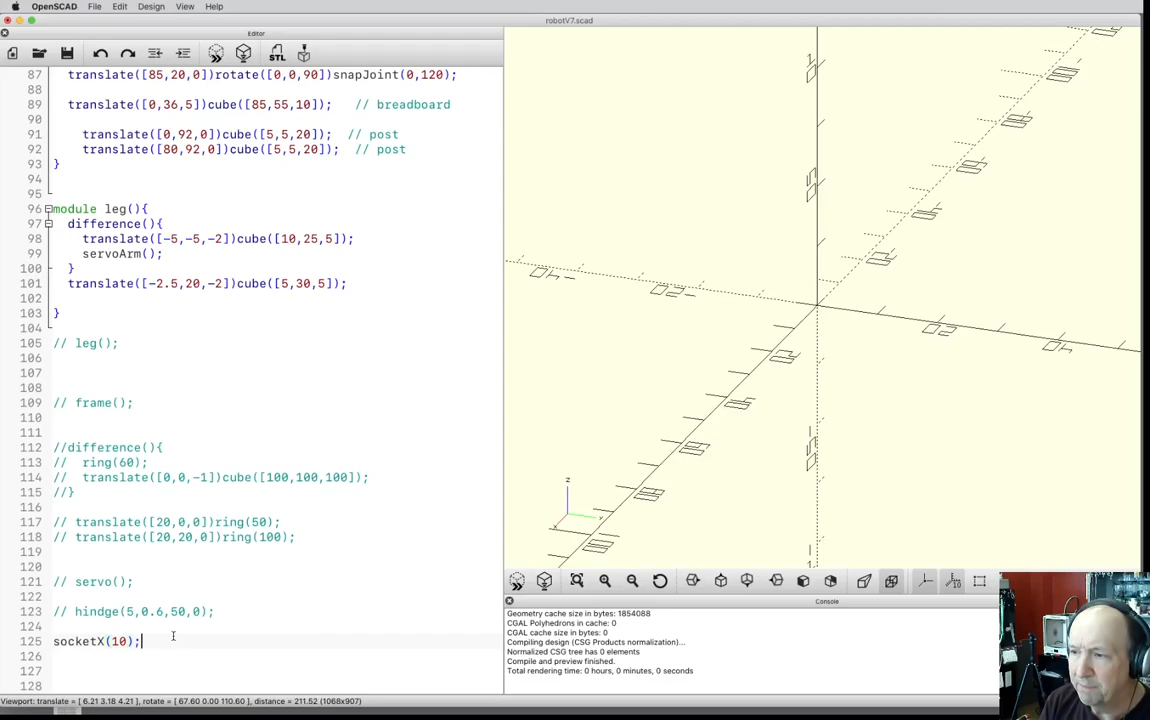 OpenSCAD File Edit Design View Window Help
robotV7.scad
Editor
STL
87 translate([85,20,0])rotate([0,0,90])snapJoint(0,120);
88
89 translate([0,36,5])cube([85,55,10]); // breadboard
90
91 translate([0,92,0])cube([5,5,20]); // post
92 translate([80,92,0])cube([5,5,20]); // post
93 }
94
95
96 module leg(){
97 difference(){
98 translate([-5,-5,-2])cube([10,25,5]);
99 servoArm();
100 }
101 translate([-2.5,20,-2])cube([5,30,5]);
102
103 }
104
105 // leg();
106
107
108
109 // frame();
110
111
112 //difference(){
113 // ring(60);
114 // translate([0,0,-1])cube([100,100,100]);
115 //}
116
117 // translate([20,0,0])ring(50);
118 // translate([20,20,0])ring(100);
119
120
121 // servo();
122
123 // hindge(5,0.6,50,0);
124
125 socketX(10);
126
127
128
z
x
y
10
Console
Geometry cache size in bytes: 1854088
CGAL Polyhedrons in cache: 0
CGAL cache size in bytes: 0
Compiling design (CSG Products normalization)...
Normalized CSG tree has 0 elements
Compile and preview finished.
Total rendering time: 0 hours, 0 minutes, 0 seconds
Viewport: translate = [ 6.21 3.18 4.21 ], rotate = [ 67.60 0.00 110.60 ], distance = 211.52 (1068x907)